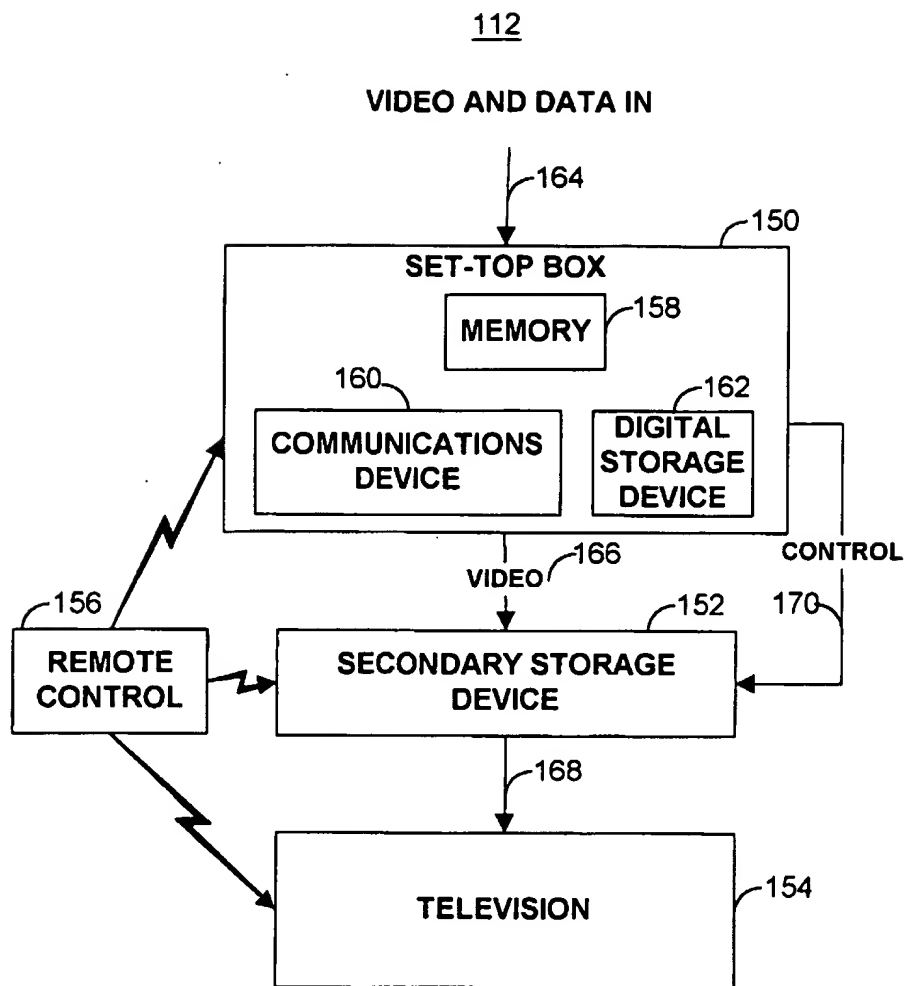 112
VIDEO AND DATA IN
164
150
SET-TOP BOX
MEMORY
158
160
162
COMMUNICATIONS
DEVICE
DIGITAL
STORAGE
DEVICE
VIDEO
166
CONTROL
170
156
152
REMOTE
CONTROL
SECONDARY STORAGE
DEVICE
168
TELEVISION
154